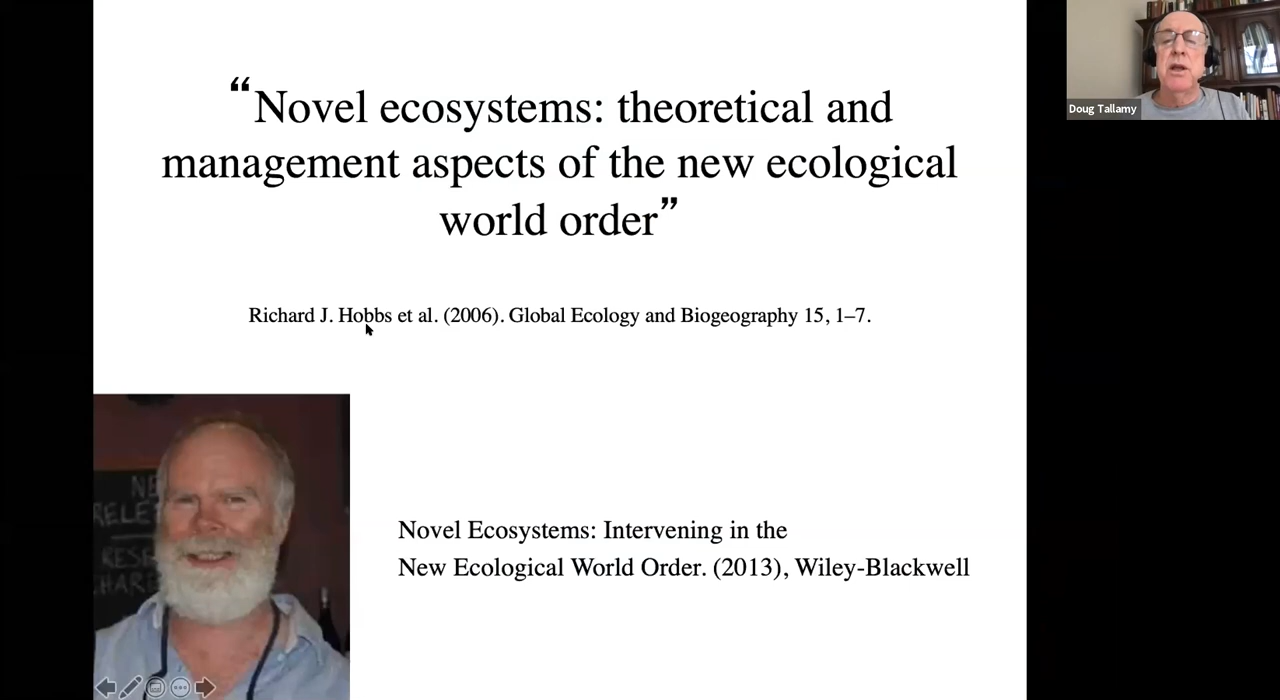 “Novel ecosystems: theoretical and
management aspects of the new ecological
world order”
Richard J. Hobbs et al. (2006). Global Ecology and Biogeography 15, 1–7.
Novel Ecosystems: Intervening in the
New Ecological World Order. (2013), Wiley-Blackwell
Doug Tallamy